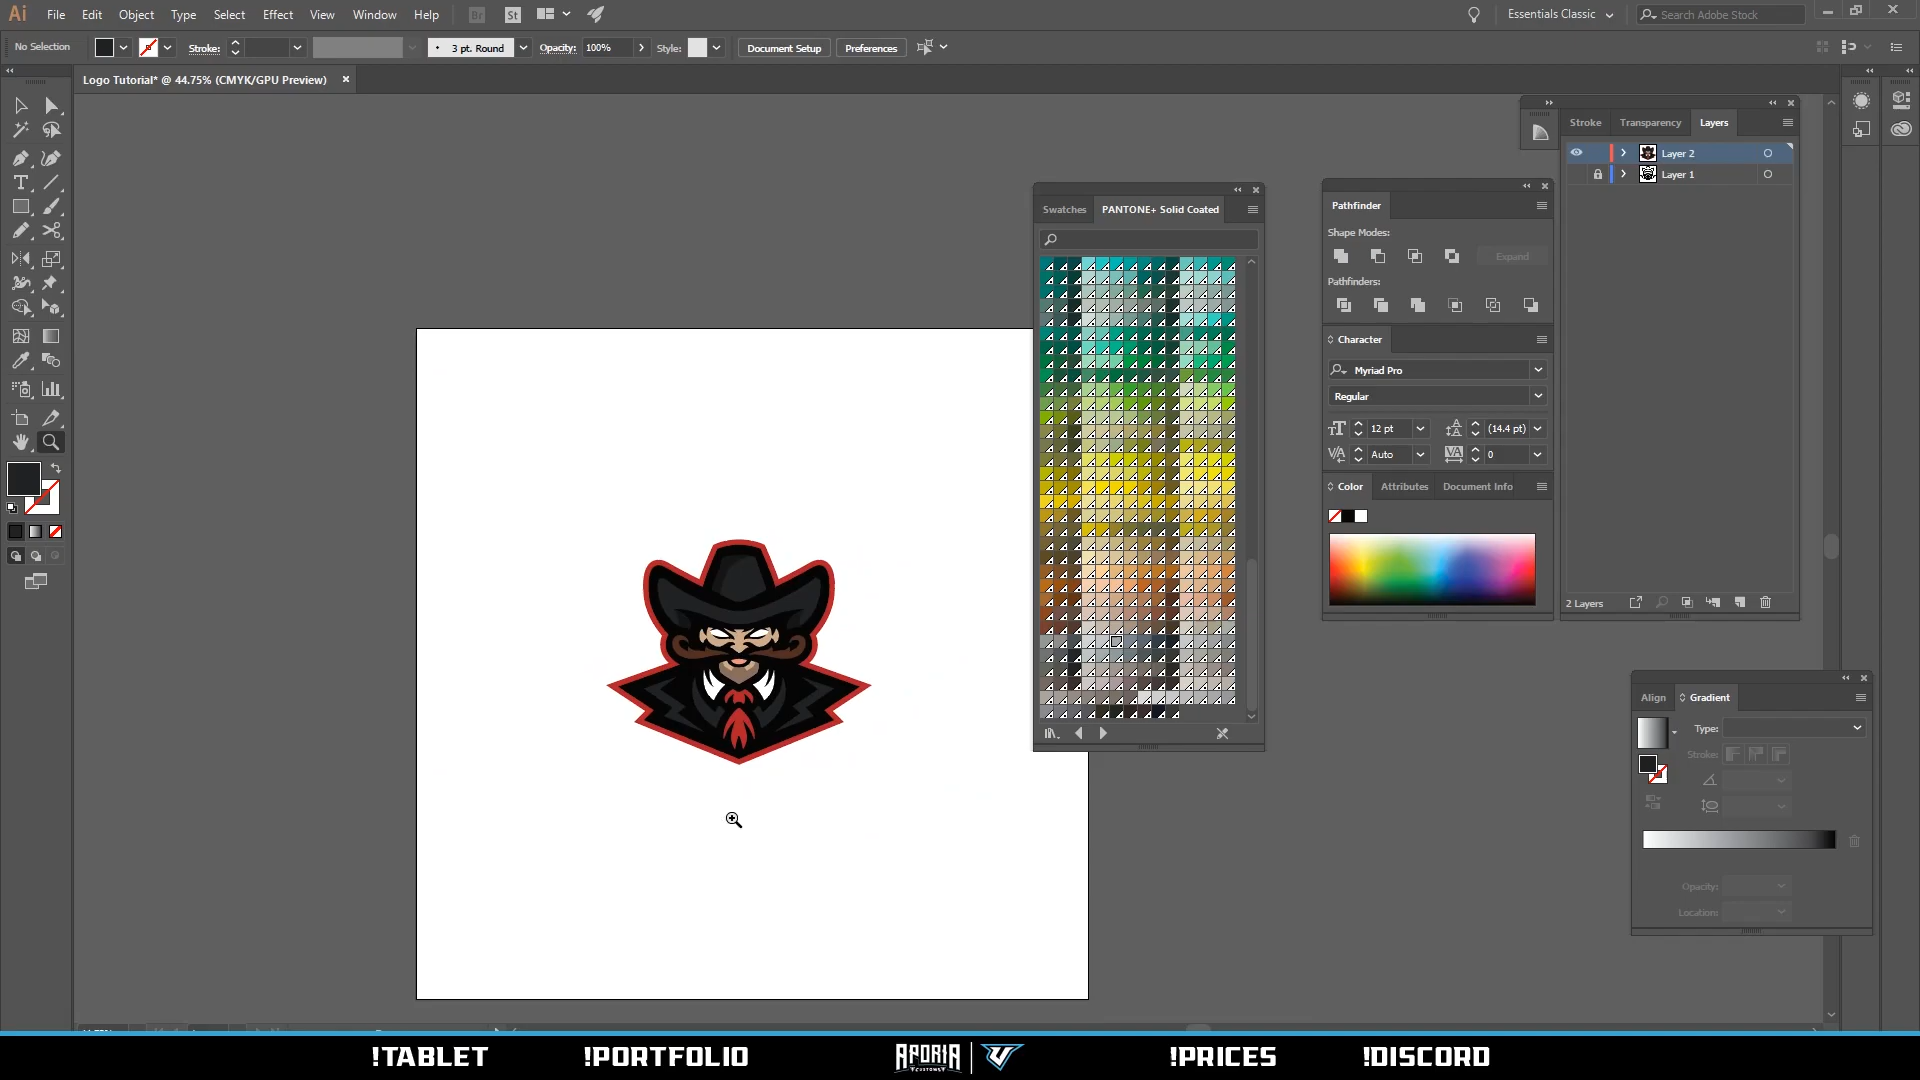 Ai File Edit Object Type Select Effect View Window Help Br St Essentials Classic Search Adobe Stock
No Selection Stroke: 3 pt. Round Opacity: 100% Style: Document Setup Preferences
Logo Tutorial* @ 44.75% (CMYK/GPU Preview)
Stroke Transparency Layers
Layer 2
Layer 1
2 Layers
Swatches PANTONE+ Solid Coated
Pathfinder
Shape Modes:
Expand
Pathfinders:
Character
Myriad Pro
Regular
12 pt (14.4 pt)
Auto 0
Color Attributes Document Info
Align Gradient
Type:
Stroke:
Opacity:
Location:
!TABLET !PORTFOLIO APORIA CUSTOMS !PRICES !DISCORD